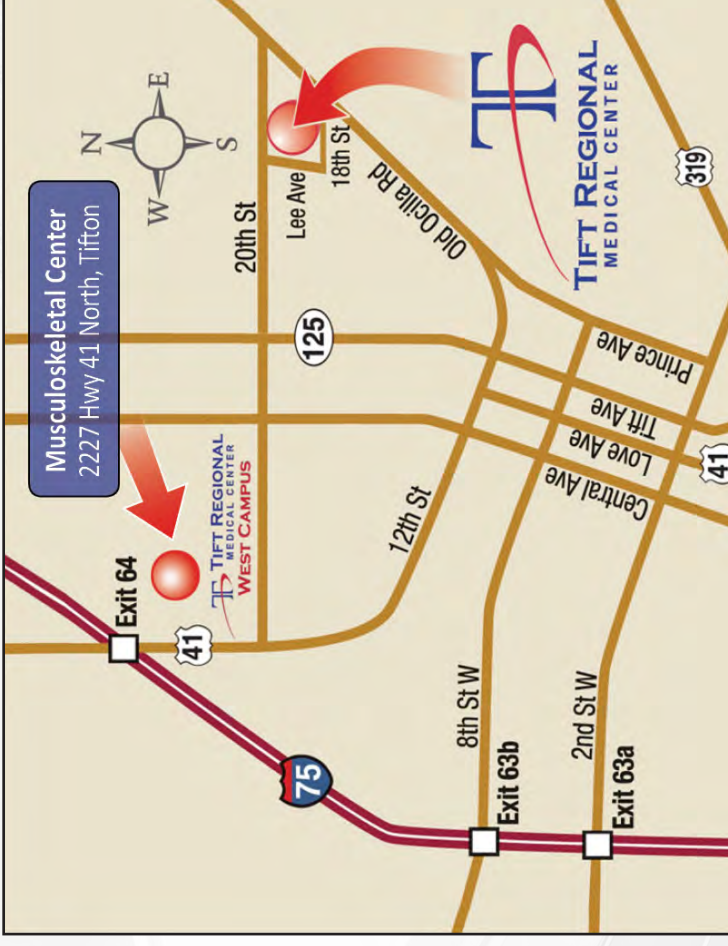 Musculoskeletal Center
2227 Hwy 41 North, Tifton
N
W
E
S
20th St
Lee Ave
18th St
Old Ocilla Rd
125
TIFT REGIONAL
MEDICAL CENTER
319
TIFT REGIONAL
MEDICAL CENTER
WEST CAMPUS
Exit 64
41
12th St
Prince Ave
Tift Ave
Love Ave
Central Ave
41
75
8th St W
2nd St W
Exit 63b
Exit 63a